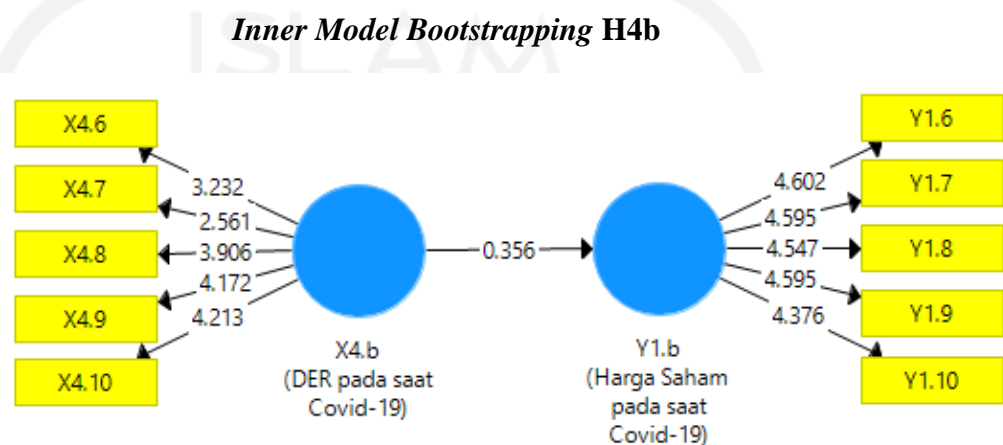 Inner Model Bootstrapping H4b
ISLAM
X4.6
X4.7
X4.8
X4.9
X4.10
3.232
2.561
3.906
4.172
4.213
X4.b
(DER pada saat
Covid-19)
0.356
Y1.b
(Harga Saham
pada saat
Covid-19)
4.602
4.595
4.547
4.595
4.376
Y1.6
Y1.7
Y1.8
Y1.9
Y1.10